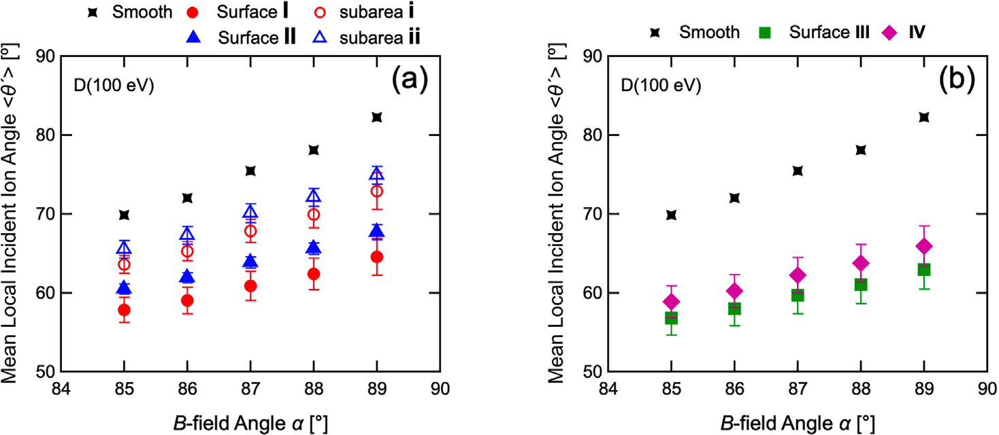 Smooth Surface I subarea i
Surface II subarea ii
Mean Local Incident Ion Angle <θ´> [º]
90
80
70
60
50
D(100 eV)
(a)
84 85 86 87 88 89 90
B-field Angle α [°]
Smooth Surface III IV
Mean Local Incident Ion Angle <θ´> [º]
90
80
70
60
50
D(100 eV)
(b)
84 85 86 87 88 89 90
B-field Angle α [°]